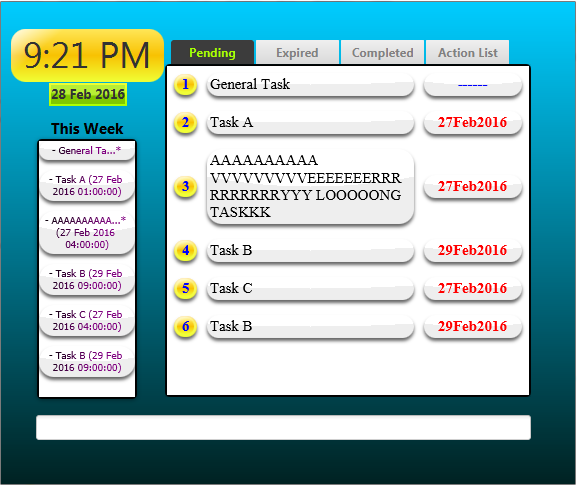 9:21 PM
28 Feb 2016
This Week
- General Ta...*
- Task A (27 Feb
2016 01:00:00)
- AAAAAAAAAA...*
(27 Feb 2016
04:00:00)
- Task B (29 Feb
2016 09:00:00)
- Task C (27 Feb
2016 04:00:00)
- Task B (29 Feb
2016 09:00:00)
Pending Expired Completed Action List
1 General Task ------
2 Task A 27Feb2016
3 AAAAAAAAAA
VVVVVVVVVEEEEEEERRR
RRRRRRRYYY LOOOOONG
TASKKK
27Feb2016
4 Task B 29Feb2016
5 Task C 27Feb2016
6 Task B 29Feb2016